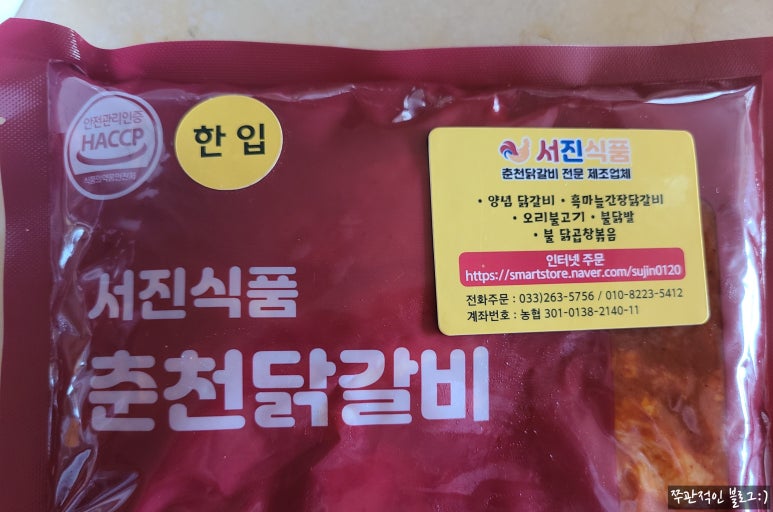 안전관리인증
HACCP
식품의약품안전처
한 입
서진식품
춘천닭갈비 전문 제조업체
• 양념 닭갈비 • 흑마늘간장닭갈비
• 오리불고기 • 불닭발
• 불 닭곱창볶음
인터넷 주문
https://smartstore.naver.com/sujin0120
전화주문 : 033)263-5756 / 010-8223-5412
계좌번호 : 농협 301-0138-2140-11
서진식품
춘천닭갈비
쭈관적인 블로그:)